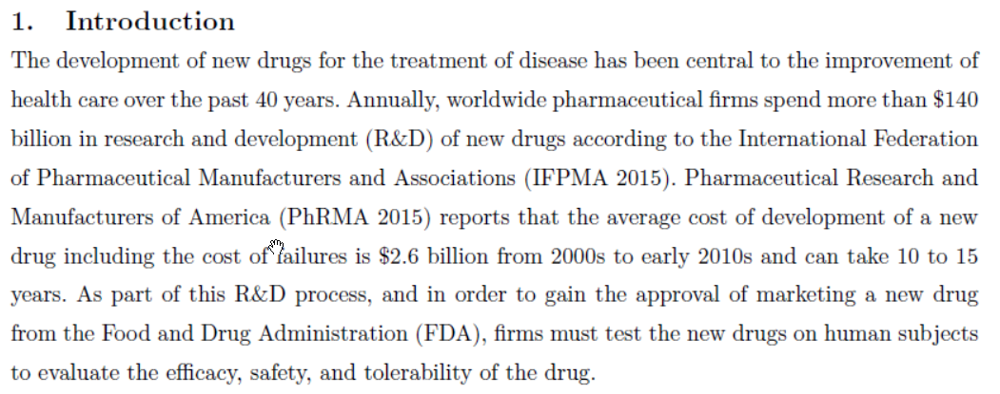 1. Introduction
The development of new drugs for the treatment of disease has been central to the improvement of
health care over the past 40 years. Annually, worldwide pharmaceutical firms spend more than $140
billion in research and development (R&D) of new drugs according to the International Federation
of Pharmaceutical Manufacturers and Associations (IFPMA 2015). Pharmaceutical Research and
Manufacturers of America (PhRMA 2015) reports that the average cost of development of a new
drug including the cost of failures is $2.6 billion from 2000s to early 2010s and can take 10 to 15
years. As part of this R&D process, and in order to gain the approval of marketing a new drug
from the Food and Drug Administration (FDA), firms must test the new drugs on human subjects
to evaluate the efficacy, safety, and tolerability of the drug.